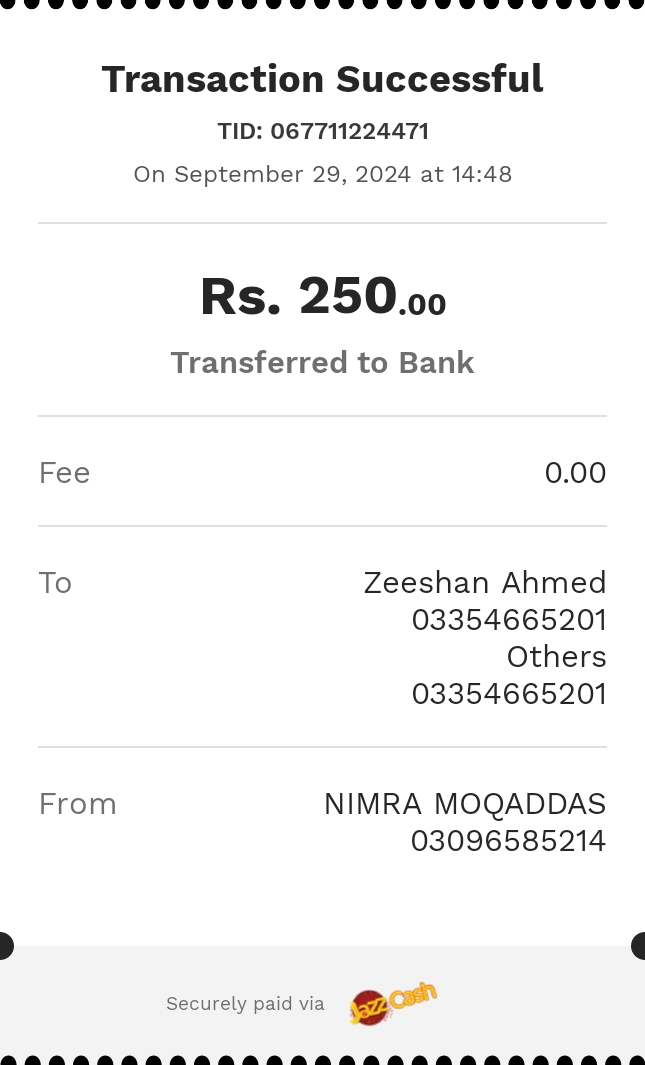 Transaction Successful
TID: 067711224471
On September 29, 2024 at 14:48
Rs. 250.00
Transferred to Bank
Fee 0.00
To Zeeshan Ahmed
03354665201
Others
03354665201
From NIMRA MOQADDAS
03096585214
Securely paid via JazzCash